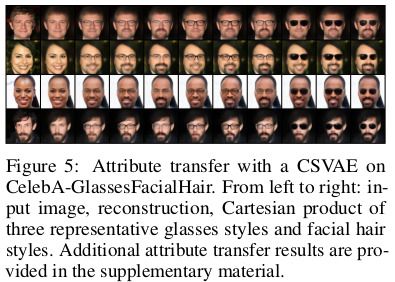 Figure 5: Attribute transfer with a CSVAE on
CelebA-GlassesFacialHair. From left to right: in-
put image, reconstruction, Cartesian product of
three representative glasses styles and facial hair
styles. Additional attribute transfer results are pro-
vided in the supplementary material.